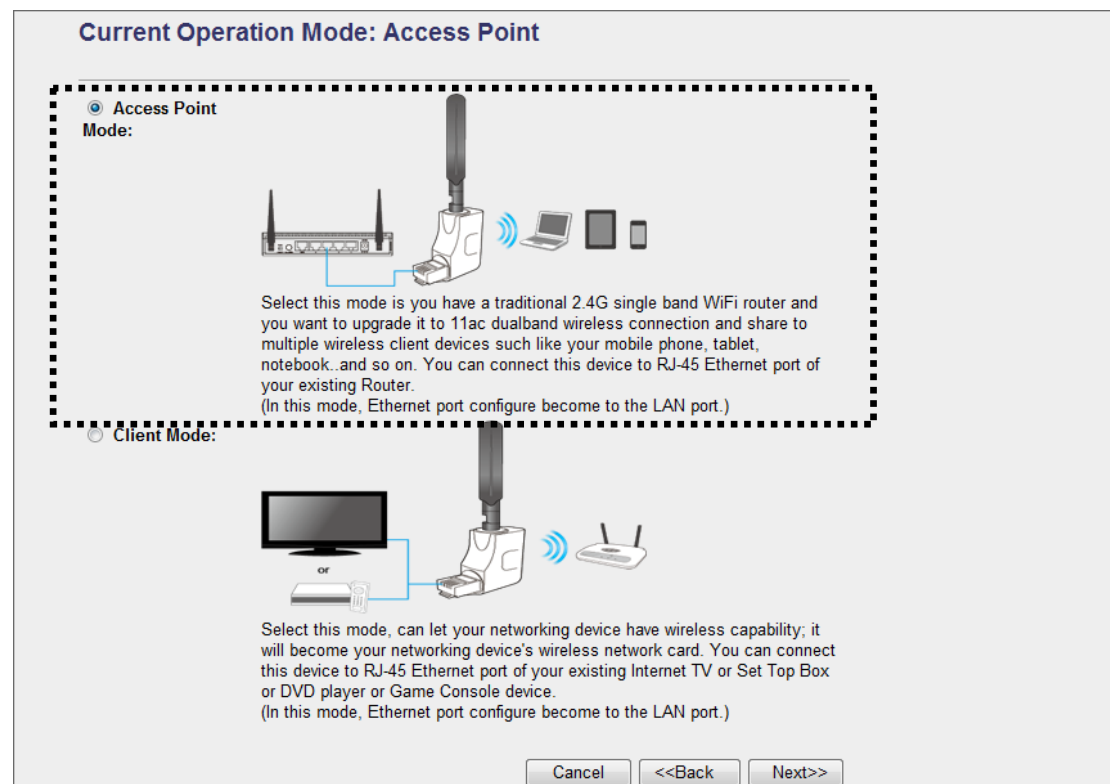 Current Operation Mode: Access Point
Access Point
Mode:
Select this mode is you have a traditional 2.4G single band WiFi router and
you want to upgrade it to 11ac dualband wireless connection and share to
multiple wireless client devices such like your mobile phone, tablet,
notebook..and so on. You can connect this device to RJ-45 Ethernet port of
your existing Router.
(In this mode, Ethernet port configure become to the LAN port.)
Client Mode:
or
Select this mode, can let your networking device have wireless capability; it
will become your networking device's wireless network card. You can connect
this device to RJ-45 Ethernet port of your existing Internet TV or Set Top Box
or DVD player or Game Console device.
(In this mode, Ethernet port configure become to the LAN port.)
Cancel <<Back Next>>